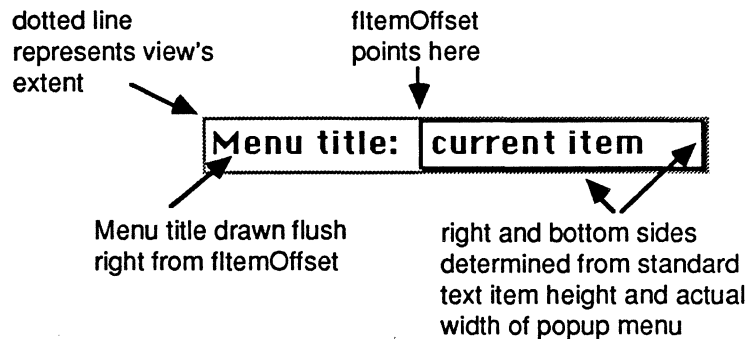 dotted line
represents view's
extent
fItemOffset
points here
Menu title:
current item
Menu title drawn flush
right from fItemOffset
right and bottom sides
determined from standard
text item height and actual
width of popup menu